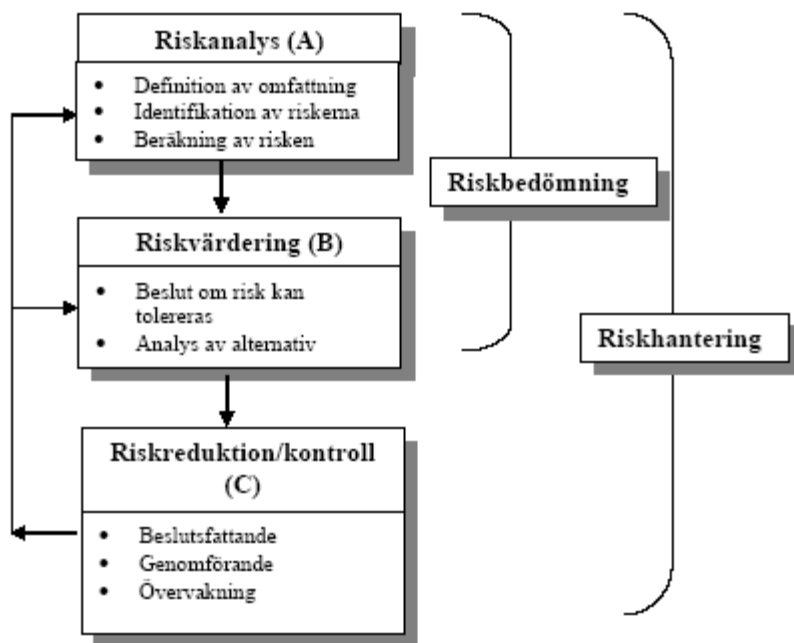 Riskanalys (A)
• Definition av omfattning
• Identifikation av riskerna
• Beräkning av risken
Riskbedömning
Riskvärdering (B)
• Beslut om risk kan
tolereras
• Analys av alternativ
Riskhantering
Riskreduktion/kontroll
(C)
• Beslutsfattande
• Genomförande
• Övervakning